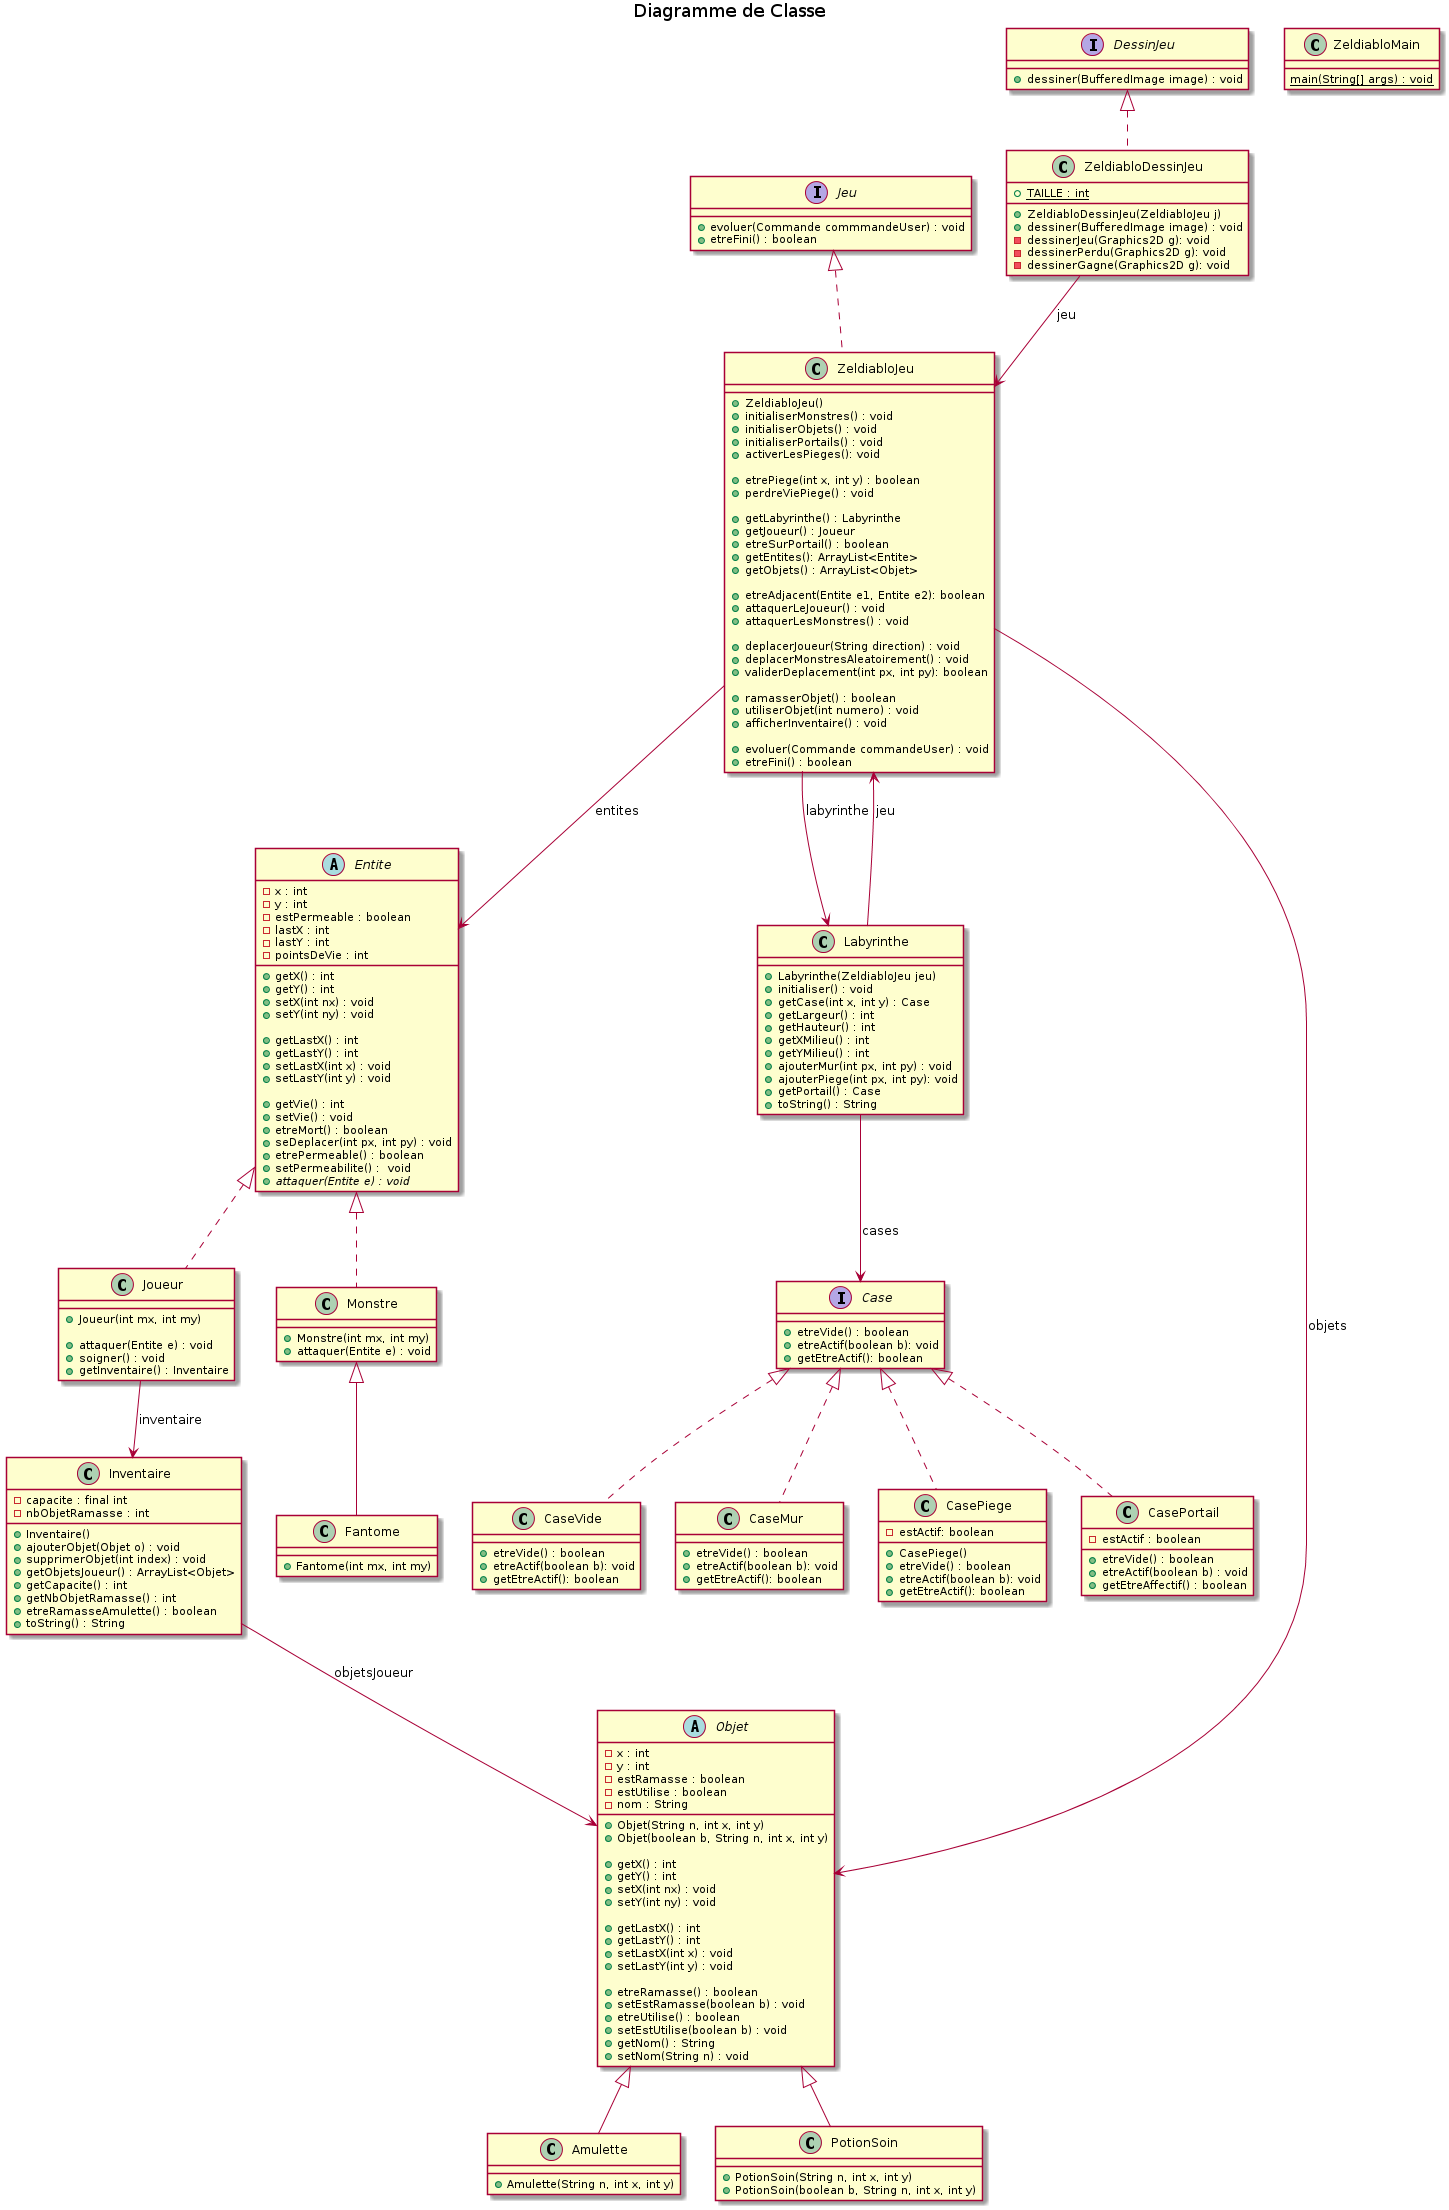 Diagramme de Classe
DessinJeu
dessiner(BufferedImage image) : void
ZeldiabloMain
main(String[] args) : void
ZeldiabloDessinJeu
TAILLE : int
ZeldiabloDessinJeu(ZeldiabloJeu j)
dessiner(BufferedImage image) : void
dessinerJeu(Graphics2D g): void
dessinerPerdu(Graphics2D g): void
dessinerGagne(Graphics2D g): void
Jeu
evoluer(Commande commmandeUser) : void
etreFini() : boolean
jeu
ZeldiabloJeu
ZeldiabloJeu()
initialiserMonstres() : void
initialiserObjets() : void
initialiserPortails() : void
activerLesPieges(): void
etrePiege(int x, int y) : boolean
perdreViePiege() : void
getLabyrinthe() : Labyrinthe
getJoueur() : Joueur
etreSurPortail() : boolean
getEntites(): ArrayList<Entite>
getObjets() : ArrayList<Objet>
etreAdjacent(Entite e1, Entite e2): boolean
attaquerLeJoueur() : void
attaquerLesMonstres() : void
deplacerJoueur(String direction) : void
deplacerMonstresAleatoirement() : void
validerDeplacement(int px, int py): boolean
ramasserObjet() : boolean
utiliserObjet(int numero) : void
afficherInventaire() : void
evoluer(Commande commandeUser) : void
etreFini() : boolean
entites
labyrinthe
jeu
Entite
x : int
y : int
estPermeable : boolean
lastX : int
lastY : int
pointsDeVie : int
getX() : int
getY() : int
setX(int nx) : void
setY(int ny) : void
getLastX() : int
getLastY() : int
setLastX(int x) : void
setLastY(int y) : void
getVie() : int
setVie() : void
etreMort() : boolean
seDeplacer(int px, int py) : void
etrePermeable() : boolean
setPermeabilite() :  void
attaquer(Entite e) : void
Labyrinthe
Labyrinthe(ZeldiabloJeu jeu)
initialiser() : void
getCase(int x, int y) : Case
getLargeur() : int
getHauteur() : int
getXMilieu() : int
getYMilieu() : int
ajouterMur(int px, int py) : void
ajouterPiege(int px, int py): void
getPortail() : Case
toString() : String
cases
objets
Joueur
Joueur(int mx, int my)
attaquer(Entite e) : void
soigner() : void
getInventaire() : Inventaire
Monstre
Monstre(int mx, int my)
attaquer(Entite e) : void
Case
etreVide() : boolean
etreActif(boolean b): void
getEtreActif(): boolean
inventaire
Inventaire
capacite : final int
nbObjetRamasse : int
Inventaire()
ajouterObjet(Objet o) : void
supprimerObjet(int index) : void
getObjetsJoueur() : ArrayList<Objet>
getCapacite() : int
getNbObjetRamasse() : int
etreRamasseAmulette() : boolean
toString() : String
Fantome
Fantome(int mx, int my)
CaseVide
etreVide() : boolean
etreActif(boolean b): void
getEtreActif(): boolean
CaseMur
etreVide() : boolean
etreActif(boolean b): void
getEtreActif(): boolean
CasePiege
estActif: boolean
CasePiege()
etreVide() : boolean
etreActif(boolean b): void
getEtreActif(): boolean
CasePortail
estActif : boolean
etreVide() : boolean
etreActif(boolean b) : void
getEtreAffectif() : boolean
objetsJoueur
Objet
x : int
y : int
estRamasse : boolean
estUtilise : boolean
nom : String
Objet(String n, int x, int y)
Objet(boolean b, String n, int x, int y)
getX() : int
getY() : int
setX(int nx) : void
setY(int ny) : void
getLastX() : int
getLastY() : int
setLastX(int x) : void
setLastY(int y) : void
etreRamasse() : boolean
setEstRamasse(boolean b) : void
etreUtilise() : boolean
setEstUtilise(boolean b) : void
getNom() : String
setNom(String n) : void
Amulette
Amulette(String n, int x, int y)
PotionSoin
PotionSoin(String n, int x, int y)
PotionSoin(boolean b, String n, int x, int y)